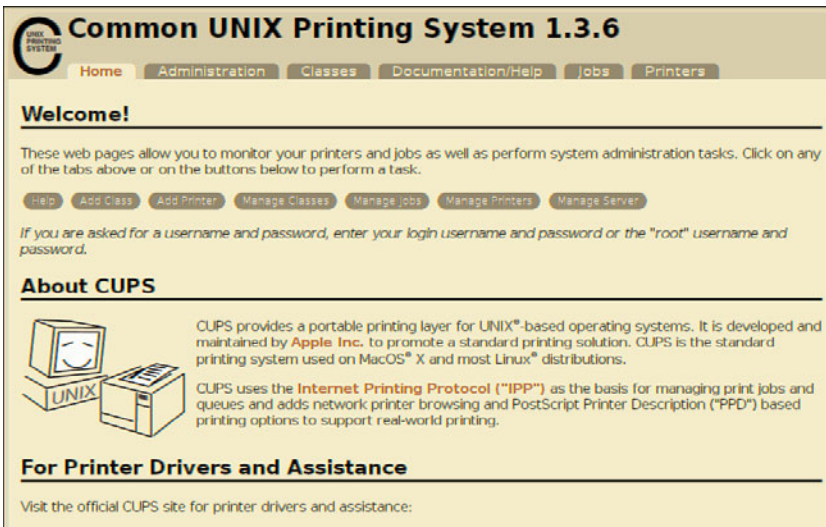 UNIX
PRINTING
SYSTEM
Common UNIX Printing System 1.3.6
Home Administration Classes Documentation/Help Jobs Printers
Welcome!
These web pages allow you to monitor your printers and jobs as well as perform system administration tasks. Click on any
of the tabs above or on the buttons below to perform a task.
Help Add Class Add Printer Manage Classes Manage Jobs Manage Printers Manage Server
If you are asked for a username and password, enter your login username and password or the "root" username and
password.
About CUPS
CUPS provides a portable printing layer for UNIX®-based operating systems. It is developed and
maintained by Apple Inc. to promote a standard printing solution. CUPS is the standard
printing system used on MacOS® X and most Linux® distributions.
CUPS uses the Internet Printing Protocol ("IPP") as the basis for managing print jobs and
queues and adds network printer browsing and PostScript Printer Description ("PPD") based
printing options to support real-world printing.
UNIX
For Printer Drivers and Assistance
Visit the official CUPS site for printer drivers and assistance: